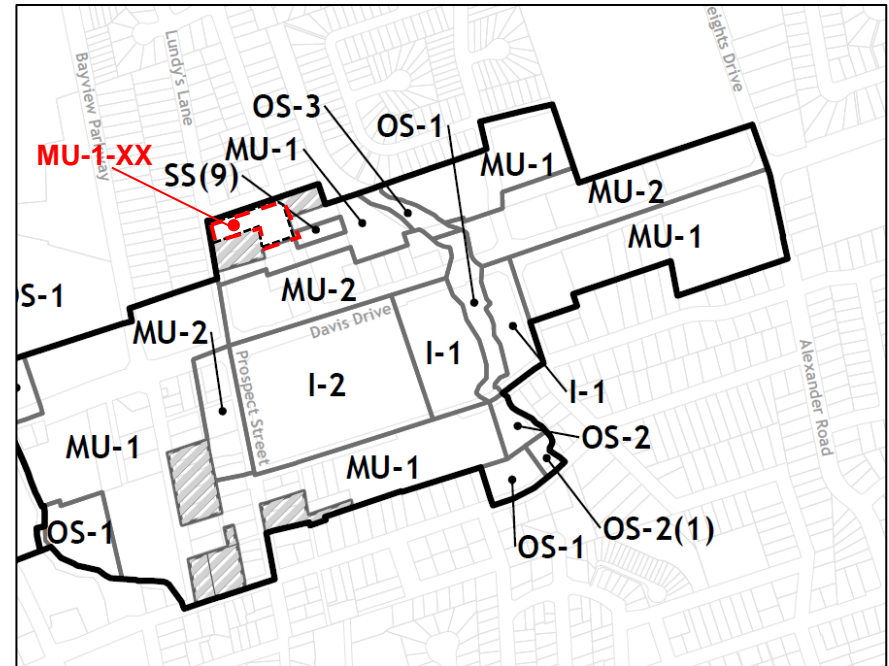 Bayview Parkway
Lundy's Lane
eights Drive
OS-3
OS-1
MU-1
MU-1-XX
SS(9)
MU-1
MU-2
MU-1
MU-2
S-1
MU-2
Davis Drive
I-1
Prospect Street
I-2
I-1
Alexander Road
MU-1
MU-1
OS-2
OS-1
OS-2(1)
OS-1